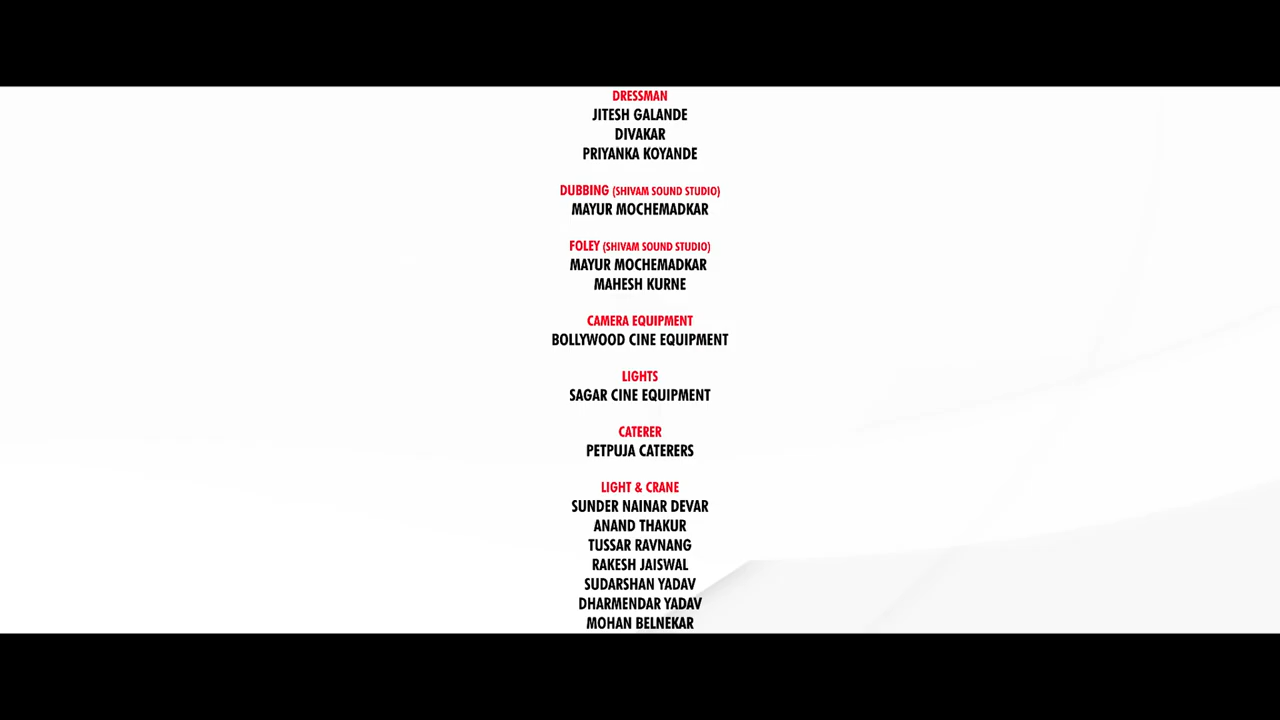 DRESSMAN
JITESH GALANDE
DIVAKAR
PRIYANKA KOYANDE
DUBBING (SHIVAM SOUND STUDIO)
MAYUR MOCHEMADKAR
FOLEY (SHIVAM SOUND STUDIO)
MAYUR MOCHEMADKAR
MAHESH KURNE
CAMERA EQUIPMENT
BOLLYWOOD CINE EQUIPMENT
LIGHTS
SAGAR CINE EQUIPMENT
CATERER
PETPUJA CATERERS
LIGHT & CRANE
SUNDER NAINAR DEVAR
ANAND THAKUR
TUSSAR RAVNANG
RAKESH JAISWAL
SUDARSHAN YADAV
DHARMENDAR YADAV
MOHAN BELNEKAR